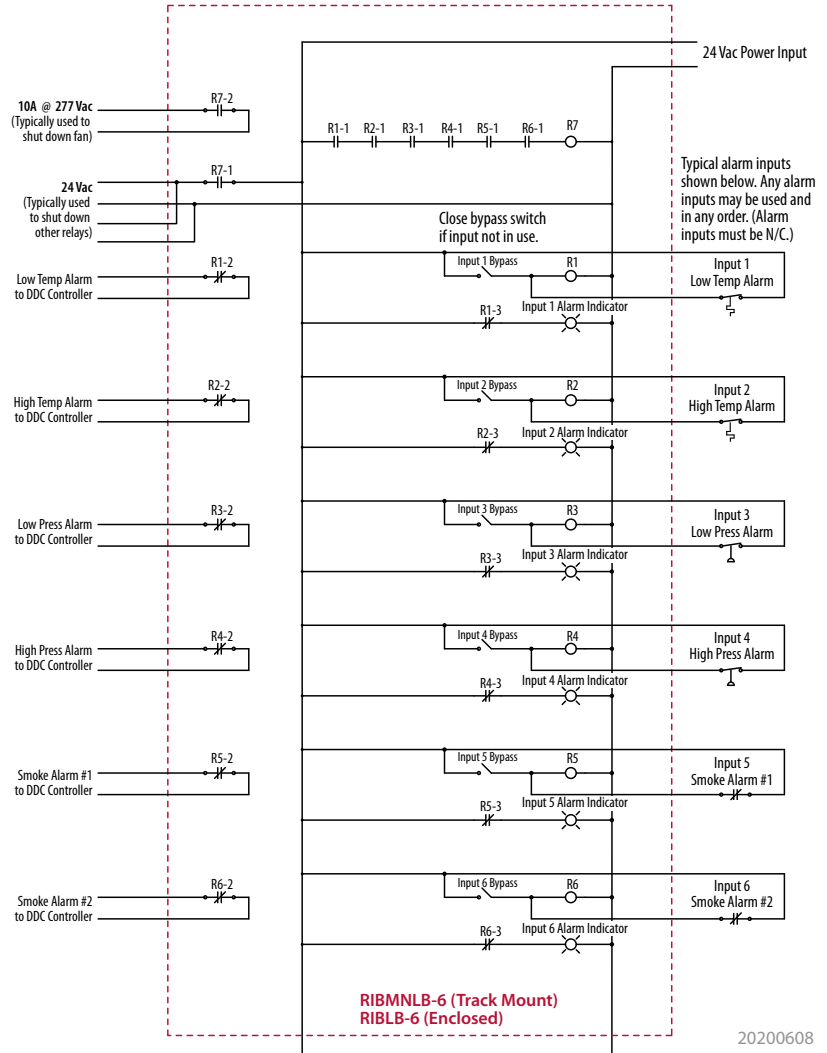 24 Vac Power Input
R7-2
10A @ 277 Vac
(Typically used to
shut down fan)
R1-1 R2-1 R3-1 R4-1 R5-1 R6-1 R7
R7-1
24 Vac
(Typically used
to shut down
other relays)
Typical alarm inputs
shown below. Any alarm
inputs may be used and
in any order. (Alarm
inputs must be N/C.)
Close bypass switch
if input not in use.
R1-2
Low Temp Alarm
to DDC Controller
Input 1 Bypass
R1
Input 1
Low Temp Alarm
R1-3
Input 1 Alarm Indicator
R2-2
High Temp Alarm
to DDC Controller
Input 2 Bypass
R2
Input 2
High Temp Alarm
R2-3
Input 2 Alarm Indicator
R3-2
Low Press Alarm
to DDC Controller
Input 3 Bypass
R3
Input 3
Low Press Alarm
R3-3
Input 3 Alarm Indicator
R4-2
High Press Alarm
to DDC Controller
Input 4 Bypass
R4
Input 4
High Press Alarm
R4-3
Input 4 Alarm Indicator
R5-2
Smoke Alarm #1
to DDC Controller
Input 5 Bypass
R5
Input 5
Smoke Alarm #1
R5-3
Input 5 Alarm Indicator
R6-2
Smoke Alarm #2
to DDC Controller
Input 6 Bypass
R6
Input 6
Smoke Alarm #2
R6-3
Input 6 Alarm Indicator
RIBMNLB-6 (Track Mount)
RIBLB-6 (Enclosed)
20200608